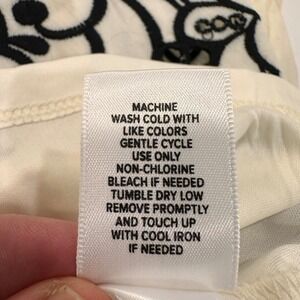 MACHINE
WASH COLD WITH
LIKE COLORS
GENTLE CYCLE
USE ONLY
NON-CHLORINE
BLEACH IF NEEDED
TUMBLE DRY LOW
REMOVE PROMPTLY
AND TOUCH UP
WITH COOL IRON
IF NEEDED